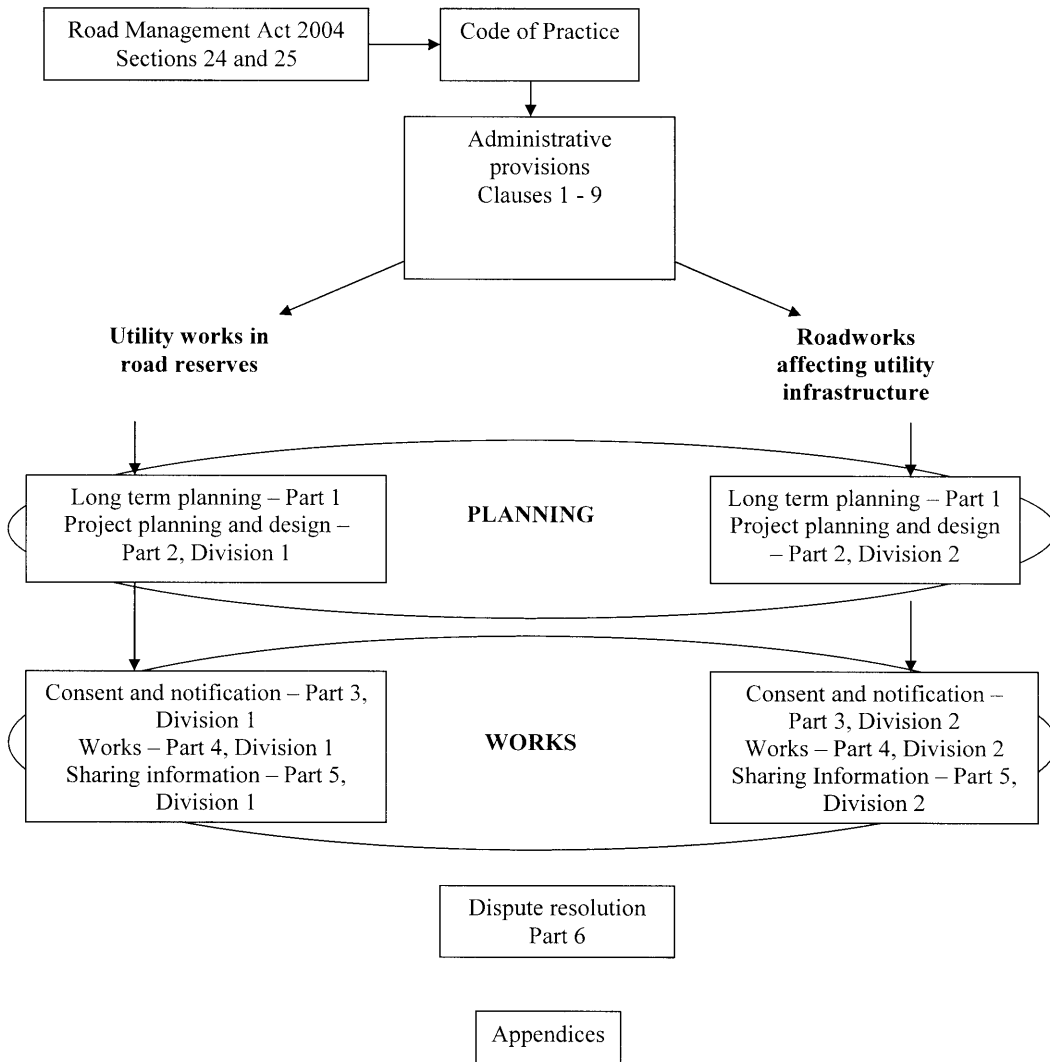 Road Management Act 2004
Sections 24 and 25
Code of Practice
Administrative
provisions
Clauses 1 - 9
Utility works in
road reserves
Roadworks
affecting utility
infrastructure
Long term planning – Part 1
Project planning and design –
Part 2, Division 1
PLANNING
Long term planning – Part 1
Project planning and design
– Part 2, Division 2
Consent and notification – Part 3,
Division 1
Works – Part 4, Division 1
Sharing information – Part 5,
Division 1
WORKS
Consent and notification –
Part 3, Division 2
Works – Part 4, Division 2
Sharing Information – Part 5,
Division 2
Dispute resolution
Part 6
Appendices